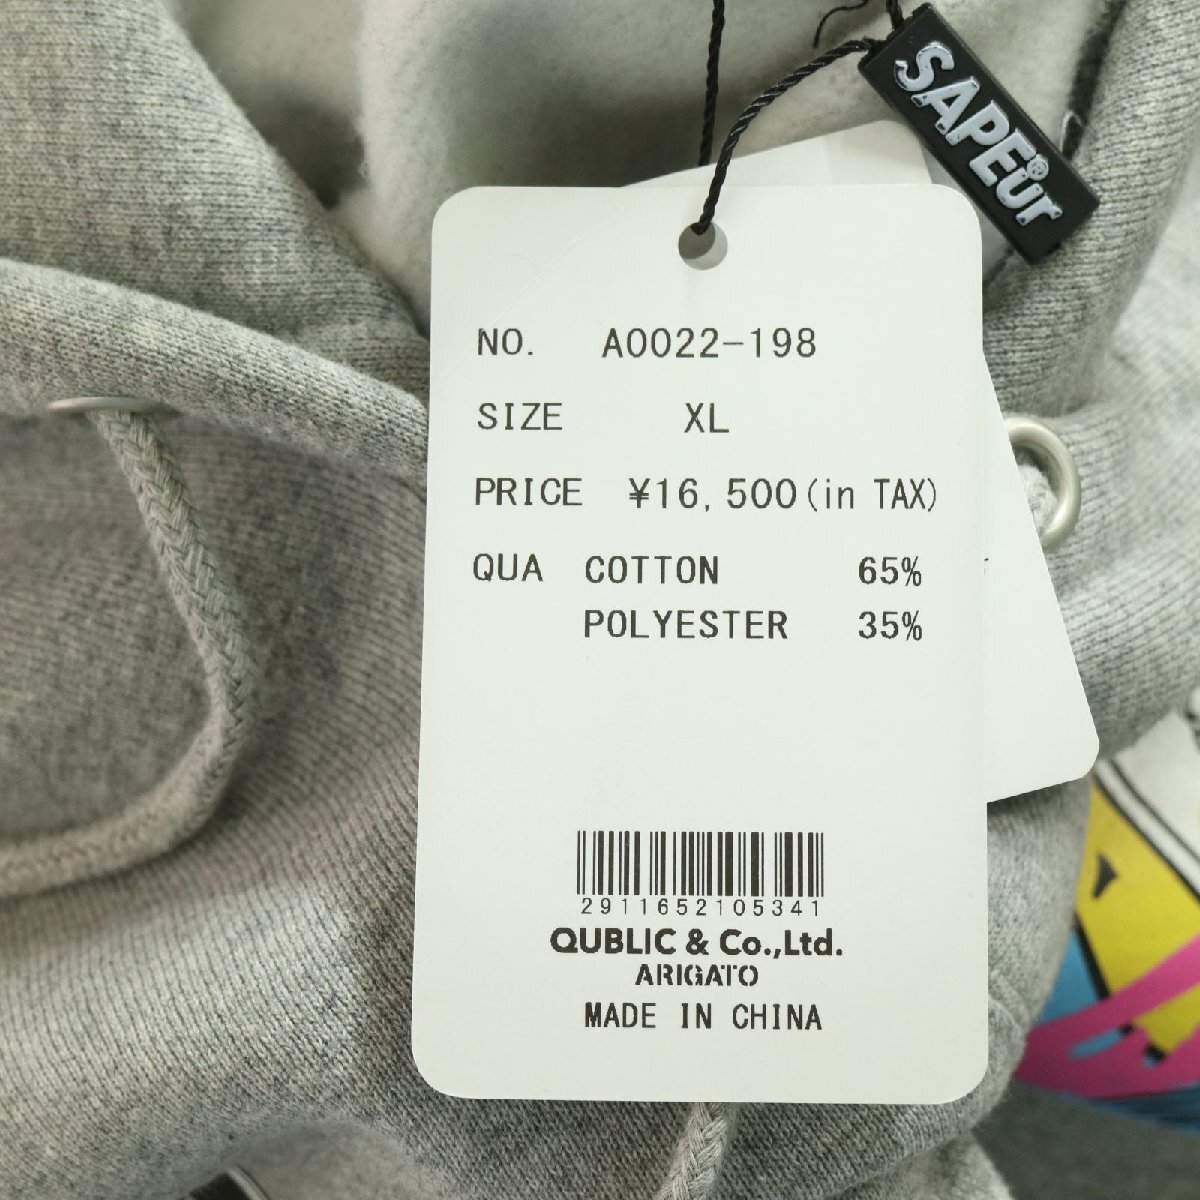 SAPEur®
NO. A0022-198
SIZE XL
PRICE ¥16,500(in TAX)
QUA COTTON 65%
POLYESTER 35%
2911652105341
QUBLIC & Co.,Ltd.
ARIGATO
MADE IN CHINA